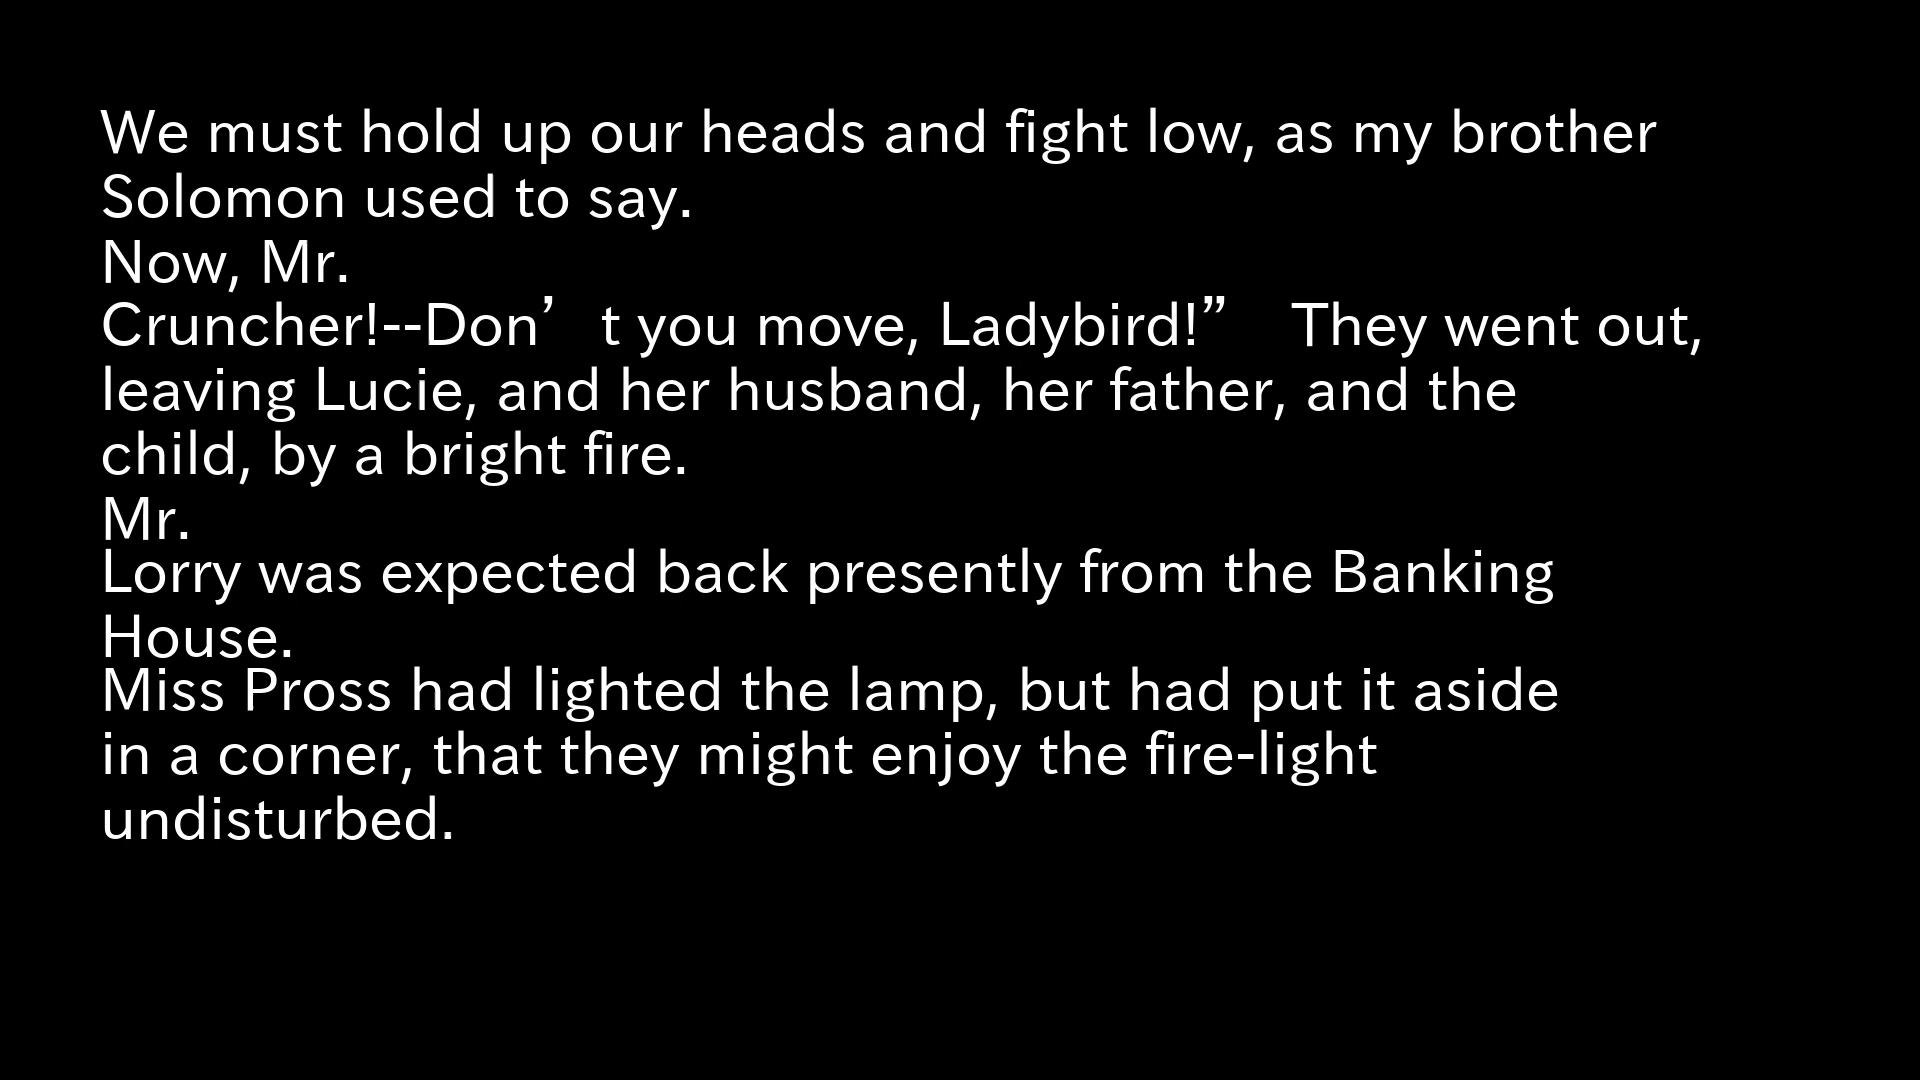 We must hold up our heads and fight low, as my brother
Solomon used to say.
Now, Mr.
Cruncher!--Don’t you move, Ladybird!” They went out,
leaving Lucie, and her husband, her father, and the
child, by a bright fire.
Mr.
Lorry was expected back presently from the Banking
House.
Miss Pross had lighted the lamp, but had put it aside
in a corner, that they might enjoy the fire-light
undisturbed.